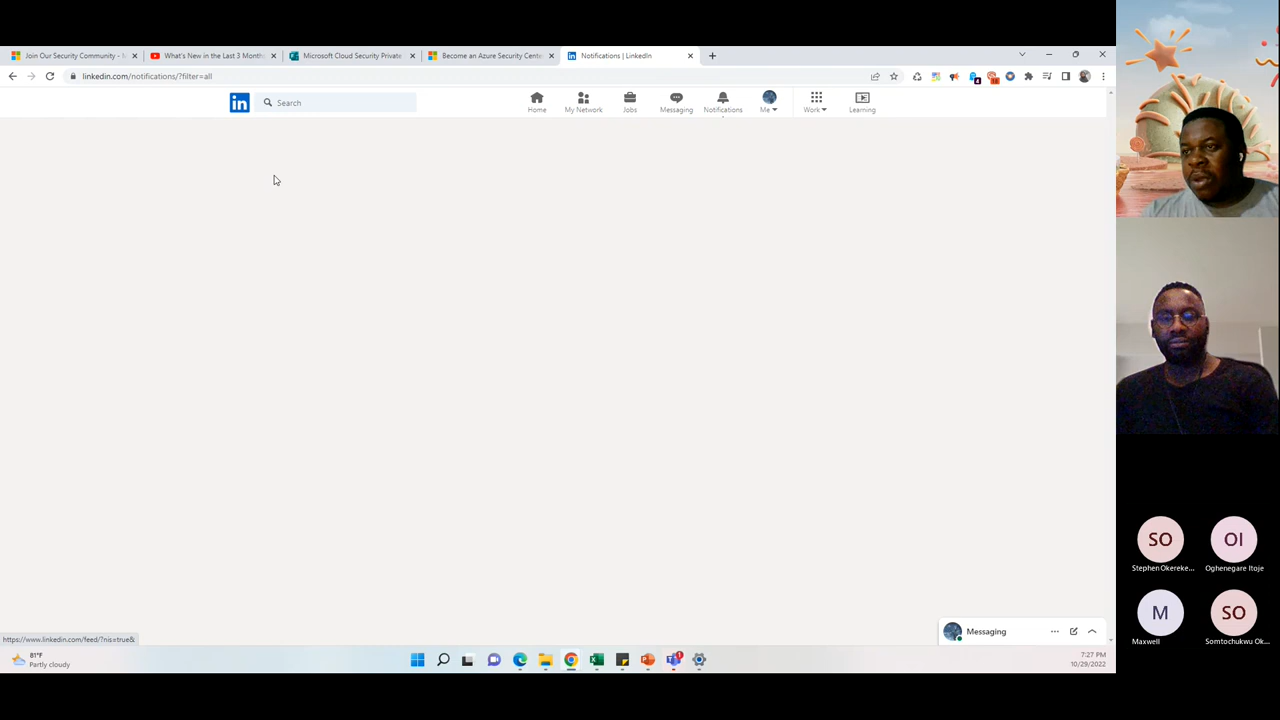 Join Our Security Community - M
What's New in the Last 3 Month
Microsoft Cloud Security Private
Become an Azure Security Cente
Notifications | LinkedIn
linkedin.com/notifications/?filter=all
in
Search
Home
My Network
Jobs
Messaging
Notifications
Me
Work
Learning
SO
OI
Stephen Okereke...
Oghenegare Itoje
M
SO
Maxwell
Somtochukwu Ok...
Messaging
https://www.linkedin.com/feed/?nis=true&
81°F
Partly cloudy
7:27 PM
10/29/2022